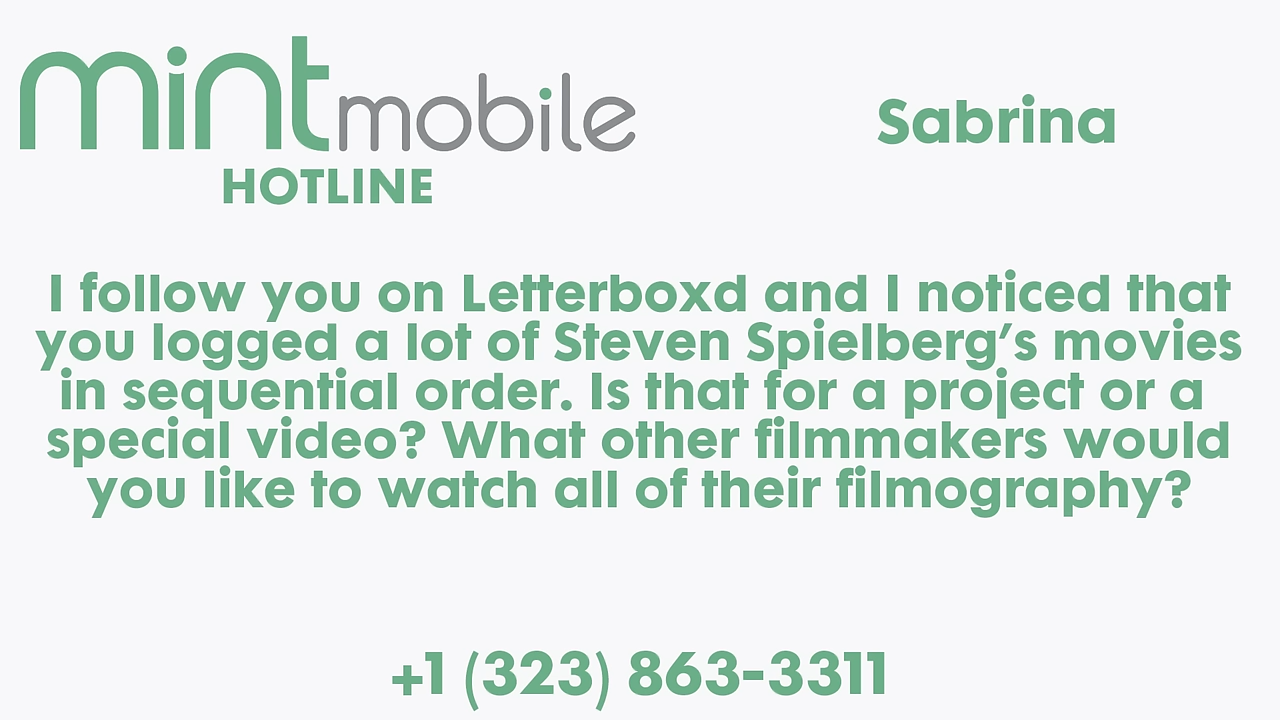 mintmobile
HOTLINE
Sabrina
I follow you on Letterboxd and I noticed that
you logged a lot of Steven Spielberg’s movies
in sequential order. Is that for a project or a
special video? What other filmmakers would
you like to watch all of their filmography?
+1 (323) 863-3311